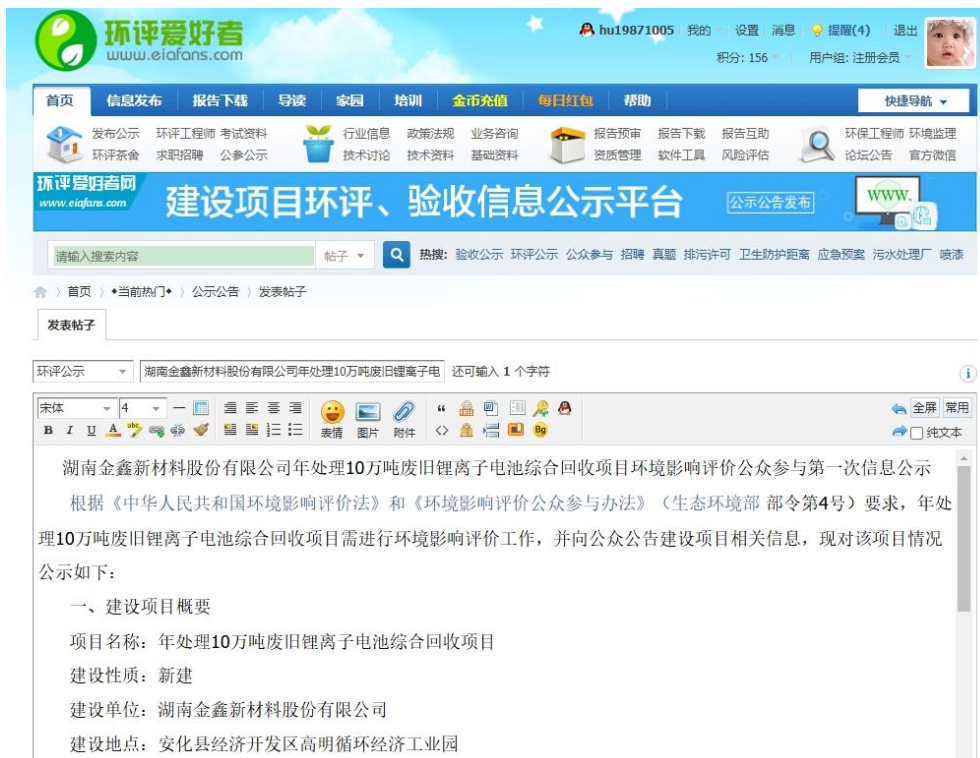 环评爱好者
www.eiafans.com
hu19871005 我的 设置 消息 提醒(4) 退出
积分: 156 用户组: 注册会员
首页 信息发布 报告下载 导读 家园 培训 金币充值 每日红包 帮助 快捷导航
发布公示 环评工程师 考试资料 行业信息 政策法规 业务咨询 报告预审 报告下载 报告互助 环保工程师 环境监理
环评茶舍 求职招聘 公参公示 技术讨论 技术资料 基础资料 资质管理 软件工具 风险评估 论坛公告 官方微信
环评爱好者网
www.eiafans.com
建设项目环评、验收信息公示平台 公示公告发布 WWW.
请输入搜索内容 帖子 热搜: 验收公示 环评公示 公众参与 招聘 真题 排污许可 卫生防护距离 应急预案 污水处理厂 喷漆
首页 〉 ◆当前热门◆ 〉 公示公告 〉 发表帖子
发表帖子
环评公示 湖南金鑫新材料股份有限公司年处理10万吨废旧锂离子电 还可输入 1 个字符
宋体 4 全屏 常用
B I U A abc 表情 图片 附件 <> Bg 纯文本
湖南金鑫新材料股份有限公司年处理10万吨废旧锂离子电池综合回收项目环境影响评价公众参与第一次信息公示
根据《中华人民共和国环境影响评价法》和《环境影响评价公众参与办法》（生态环境部 部令第4号）要求，年处
理10万吨废旧锂离子电池综合回收项目需进行环境影响评价工作，并向公众公告建设项目相关信息，现对该项目情况
公示如下：
一、建设项目概要
项目名称：年处理10万吨废旧锂离子电池综合回收项目
建设性质：新建
建设单位：湖南金鑫新材料股份有限公司
建设地点：安化县经济开发区高明循环经济工业园